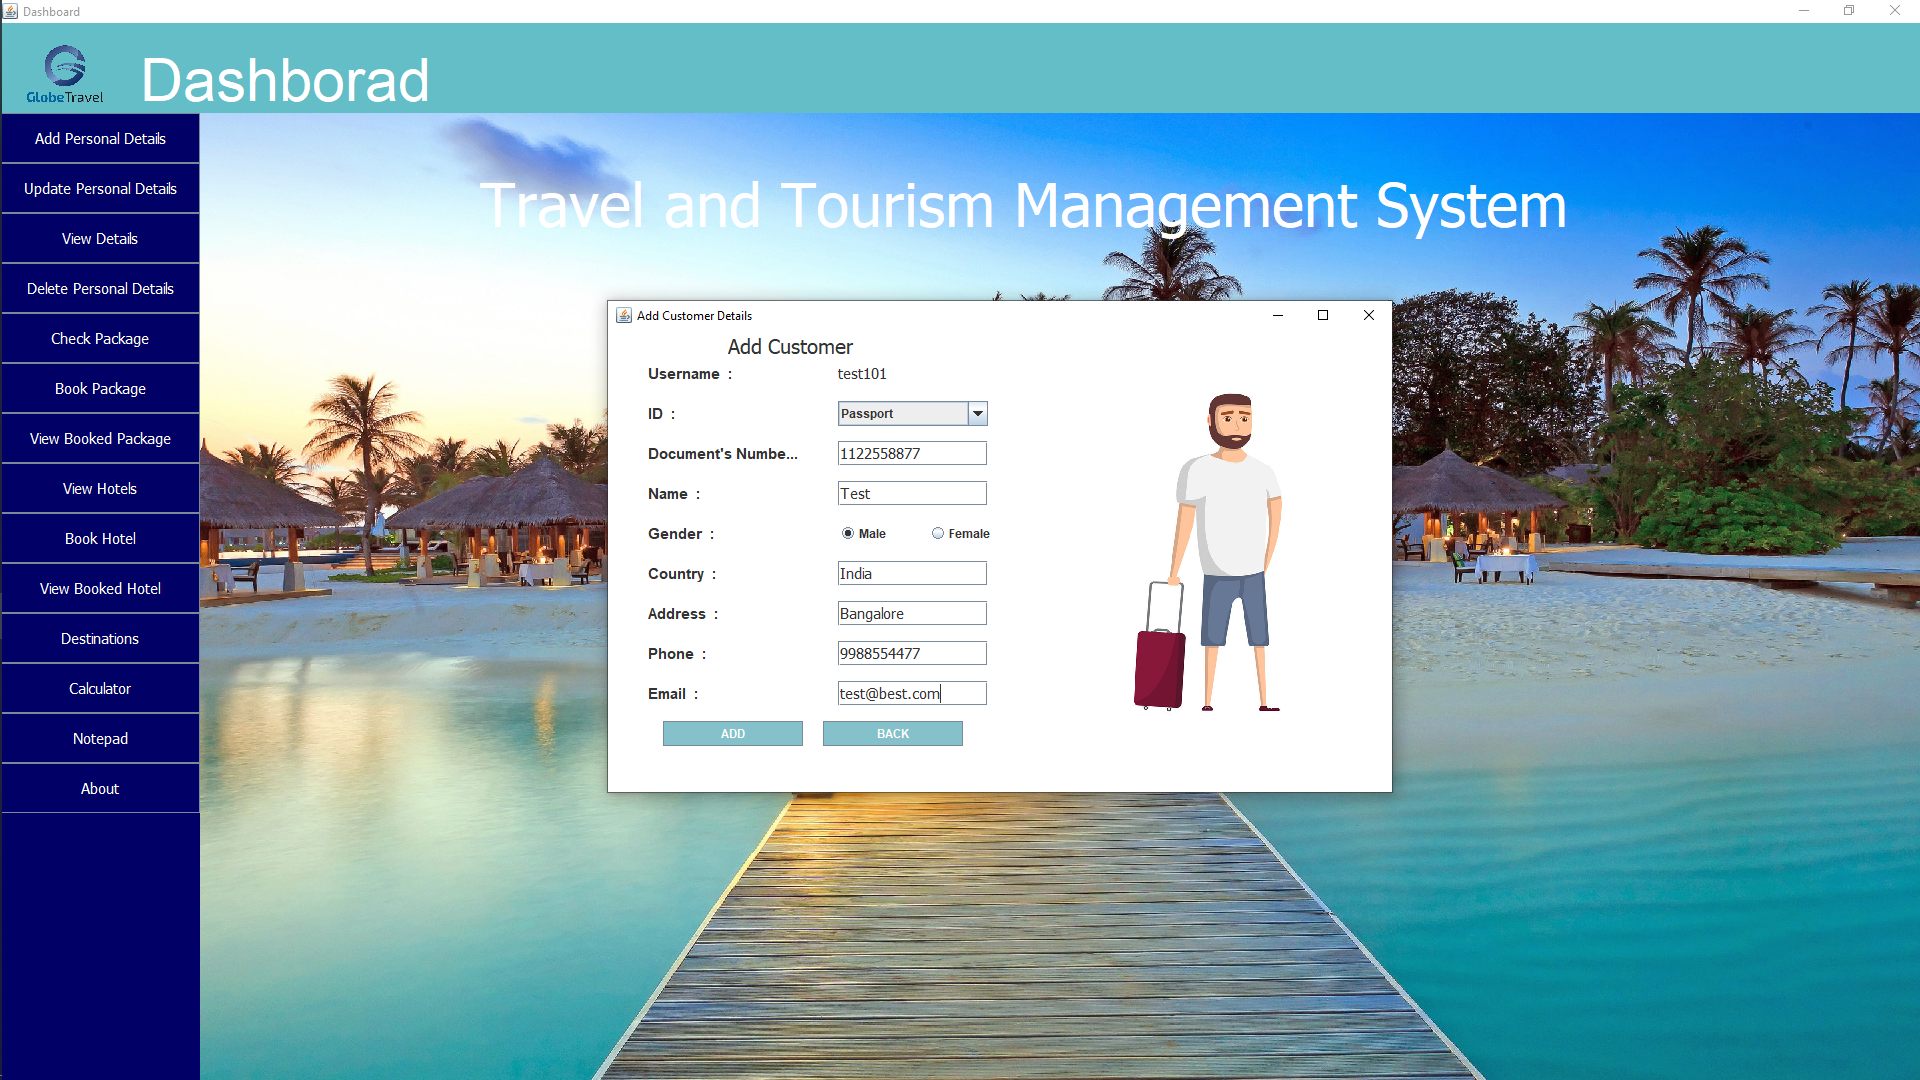 Dashboard
GlobeTravel
Dashborad
Add Personal Details
Update Personal Details
View Details
Delete Personal Details
Check Package
Book Package
View Booked Package
View Hotels
Book Hotel
View Booked Hotel
Destinations
Calculator
Notepad
About
Travel and Tourism Management System
Add Customer Details
Add Customer
Username : test101
ID : Passport
Document's Numbe... 1122558877
Name : Test
Gender : Male Female
Country : India
Address : Bangalore
Phone : 9988554477
Email : test@best.com
ADD BACK